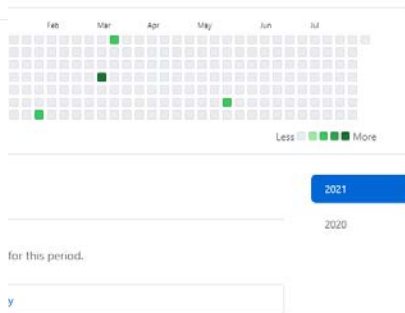 Feb Mar Apr May Jun Jul
Less More
2021
2020
for this period.
y